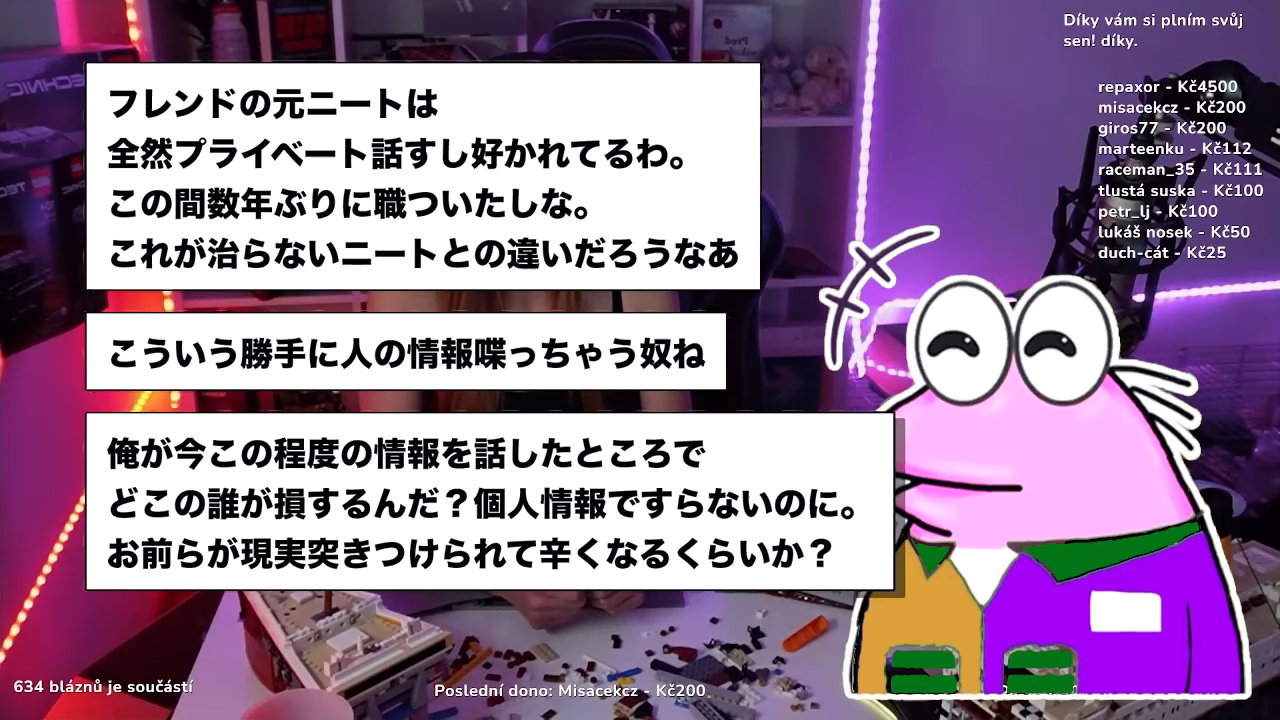 フレンドの元ニートは
全然プライベート話すし好かれてるわ。
この間数年ぶりに職ついたしな。
これが治らないニートとの違いだろうなあ
こういう勝手に人の情報喋っちゃう奴ね
俺が今この程度の情報を話したところで
どこの誰が損するんだ？個人情報ですらないのに。
お前らが現実突きつけられて辛くなるくらいか？
Díky vám si plním svůj
sen! díky.
repaxor - Kč4500
misacekcz - Kč200
giros77 - Kč200
marteenku - Kč112
raceman_35 - Kč111
tlustá suska - Kč100
petr_lj - Kč100
lukáš nosek - Kč50
duch-cát - Kč25
634 bláznů je součástí
Poslední dono: Misacekcz - Kč200
TECHNIC